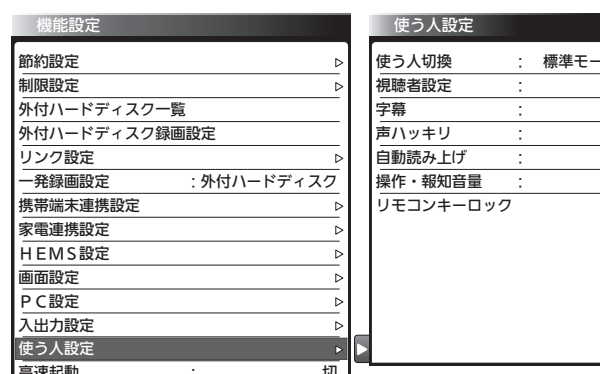 機能設定
節約設定
制限設定
外付ハードディスク一覧
外付ハードディスク録画設定
リンク設定
一発録画設定 : 外付ハードディスク
携帯端末連携設定
家電連携設定
HEMS設定
画面設定
PC設定
入出力設定
使う人設定
高速起動 : 切
使う人設定
使う人切換 : 標準モー
視聴者設定 :
字幕 :
声ハッキリ :
自動読み上げ :
操作・報知音量 :
リモコンキーロック